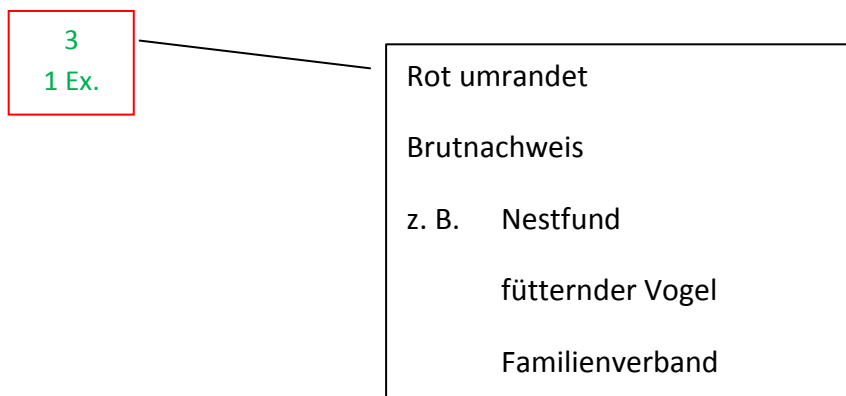 3
1 Ex.
Rot umrandet
Brutnachweis
z. B. Nestfund
fütternder Vogel
Familienverband